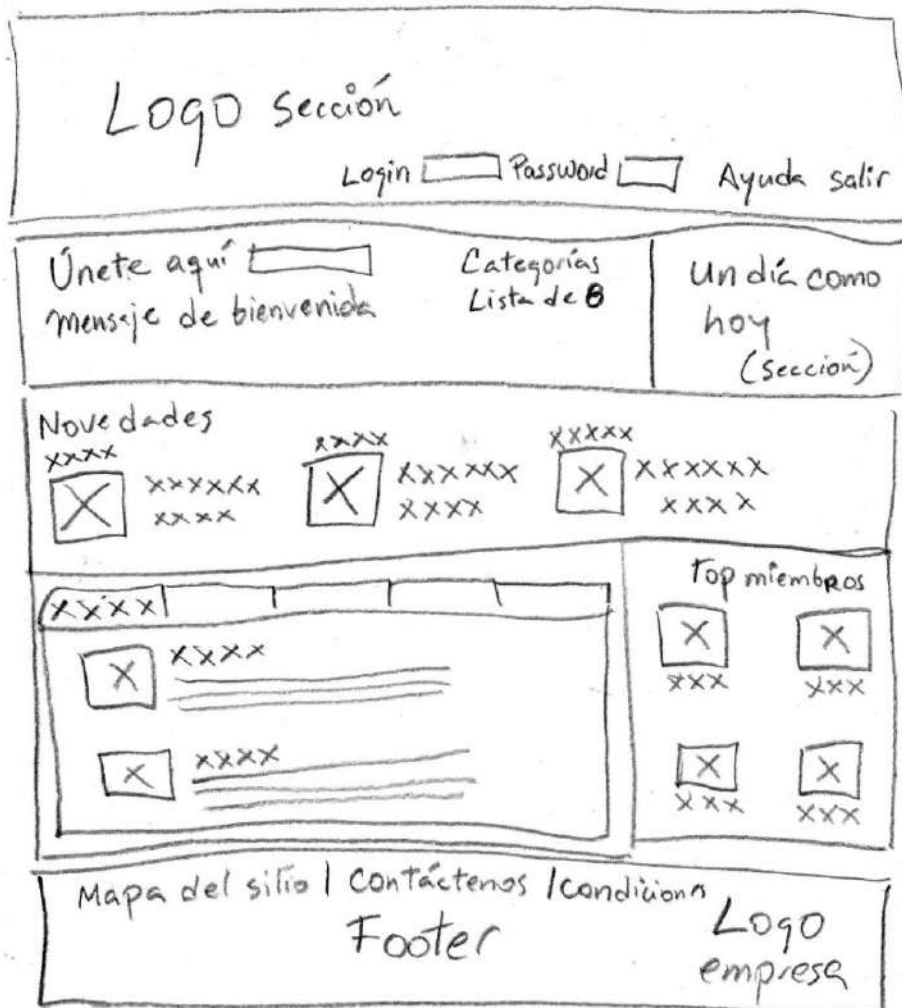 Logo sección
Login Password Ayuda salir
Únete aquí
mensaje de bienvenida
Categorías
Lista de 8
Un día como
hoy
(sección)
Novedades
xxxx
xxxxxx
xxxx
xxxx
xxxxxx
xxxx
xxxxx
xxxxxx
xxxx
xxxx
xxxx
xxxx
Top miembros
xxx
xxx
xxx
xxx
Mapa del sitio | Contáctenos | Condiciones
Footer
Logo
empresa